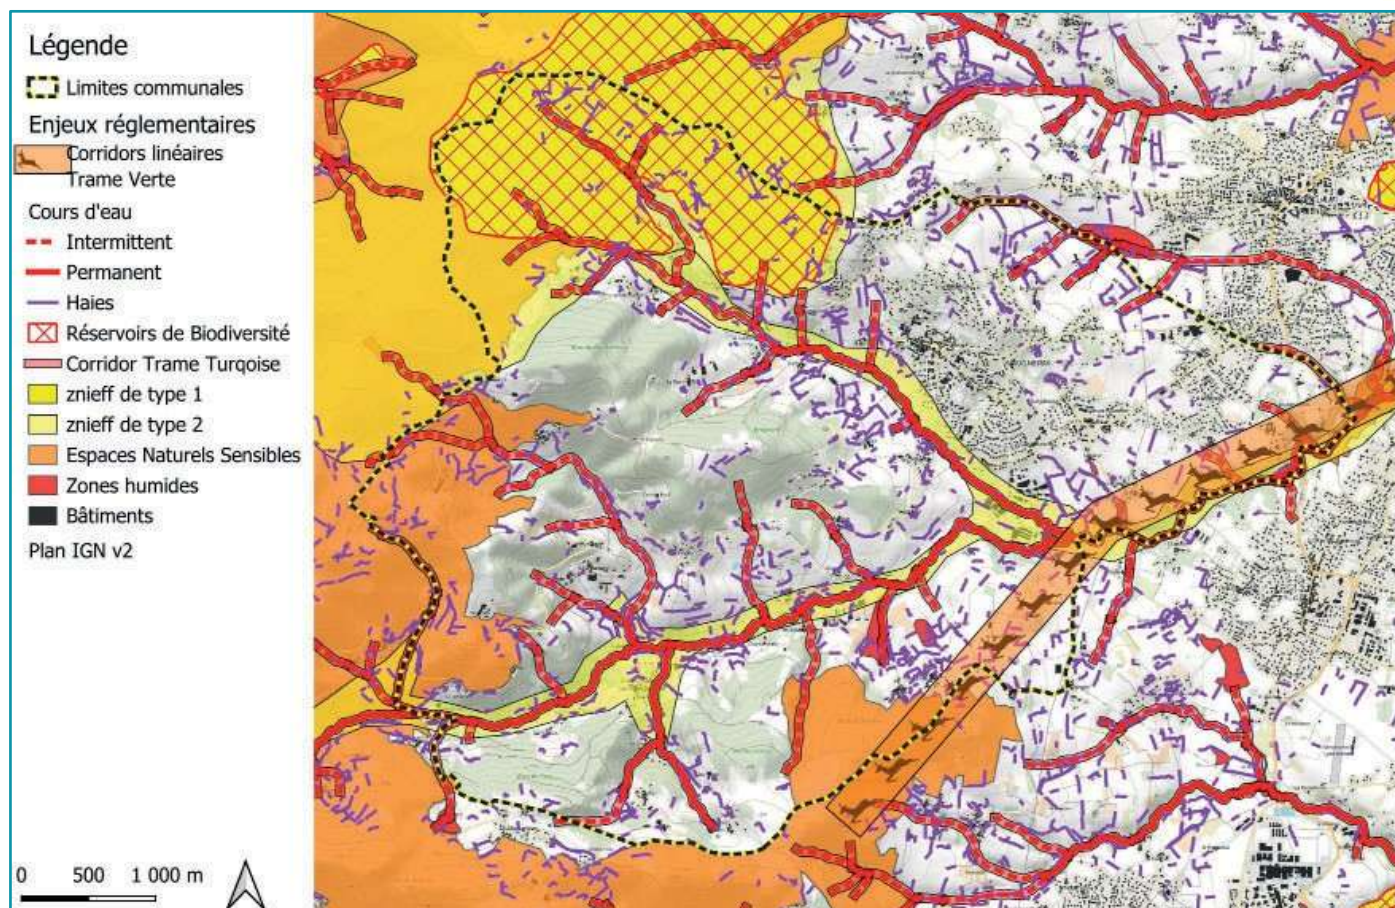 Légende
Limites communales
Enjeux réglementaires
Corridors linéaires
Trame Verte
Cours d'eau
Intermittent
Permanent
Haies
Réservoirs de Biodiversité
Corridor Trame Turqoise
znieff de type 1
znieff de type 2
Espaces Naturels Sensibles
Zones humides
Bâtiments
Plan IGN v2
0 500 1 000 m